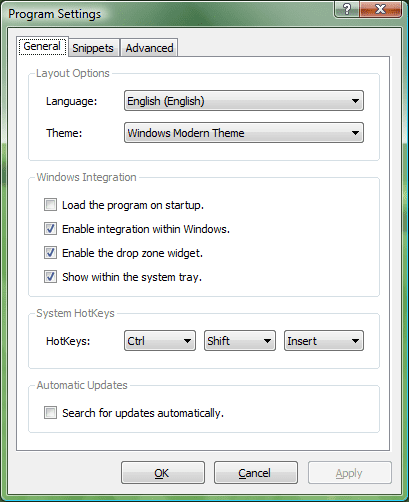 Program Settings
General Snippets Advanced
Layout Options
Language: English (English)
Theme: Windows Modern Theme
Windows Integration
Load the program on startup.
Enable integration within Windows.
Enable the drop zone widget.
Show within the system tray.
System HotKeys
HotKeys: Ctrl Shift Insert
Automatic Updates
Search for updates automatically.
OK Cancel Apply